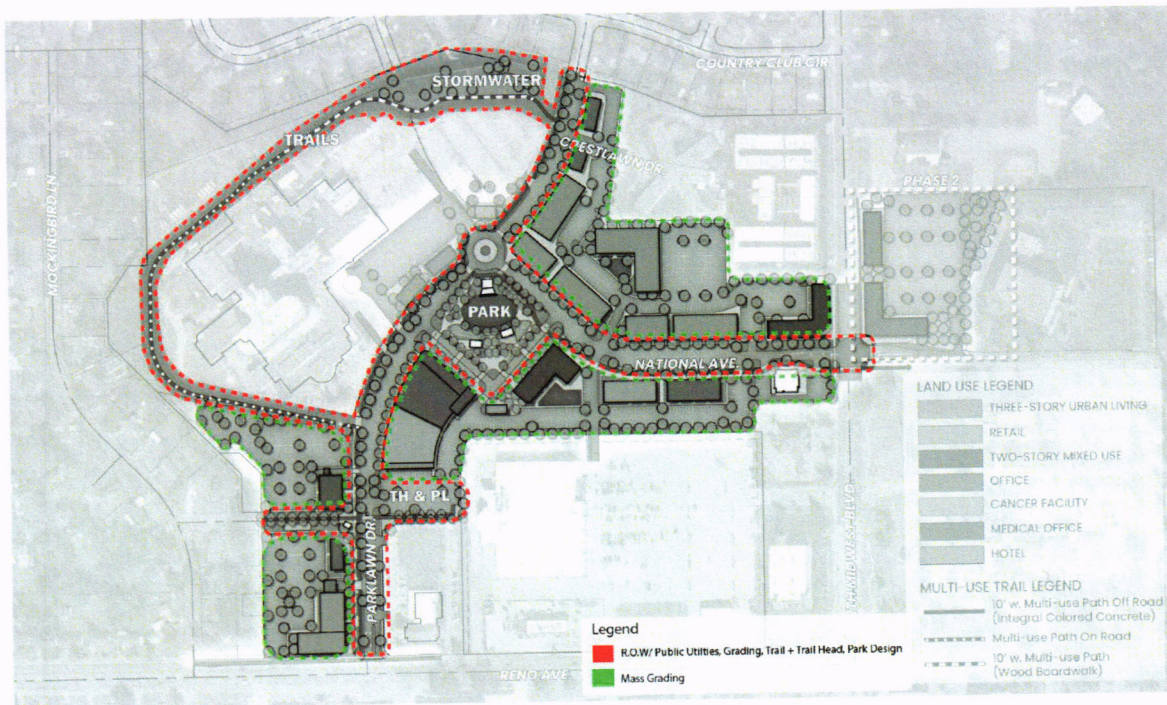 COUNTRY CLUB CIR
STORMWATER
TRAILS
CRESTLAWN DR.
MOCKINGBIRD LN
PHASE 2
PARK
NATIONAL AVE.
TH & PL
PARKLAWN DR.
RENO AVE
LAND USE LEGEND
THREE-STORY URBAN LIVING
RETAIL
TWO-STORY MIXED USE
OFFICE
CANCER FACILITY
MEDICAL OFFICE
HOTEL
MULTI-USE TRAIL LEGEND
10' w. Multi-use Path Off Road
(Integral Colored Concrete)
Multi-use Path On Road
10' w. Multi-use Path
(Wood Boardwalk)
Legend
R.O.W/ Public Utilties, Grading, Trail + Trail Head, Park Design
Mass Grading